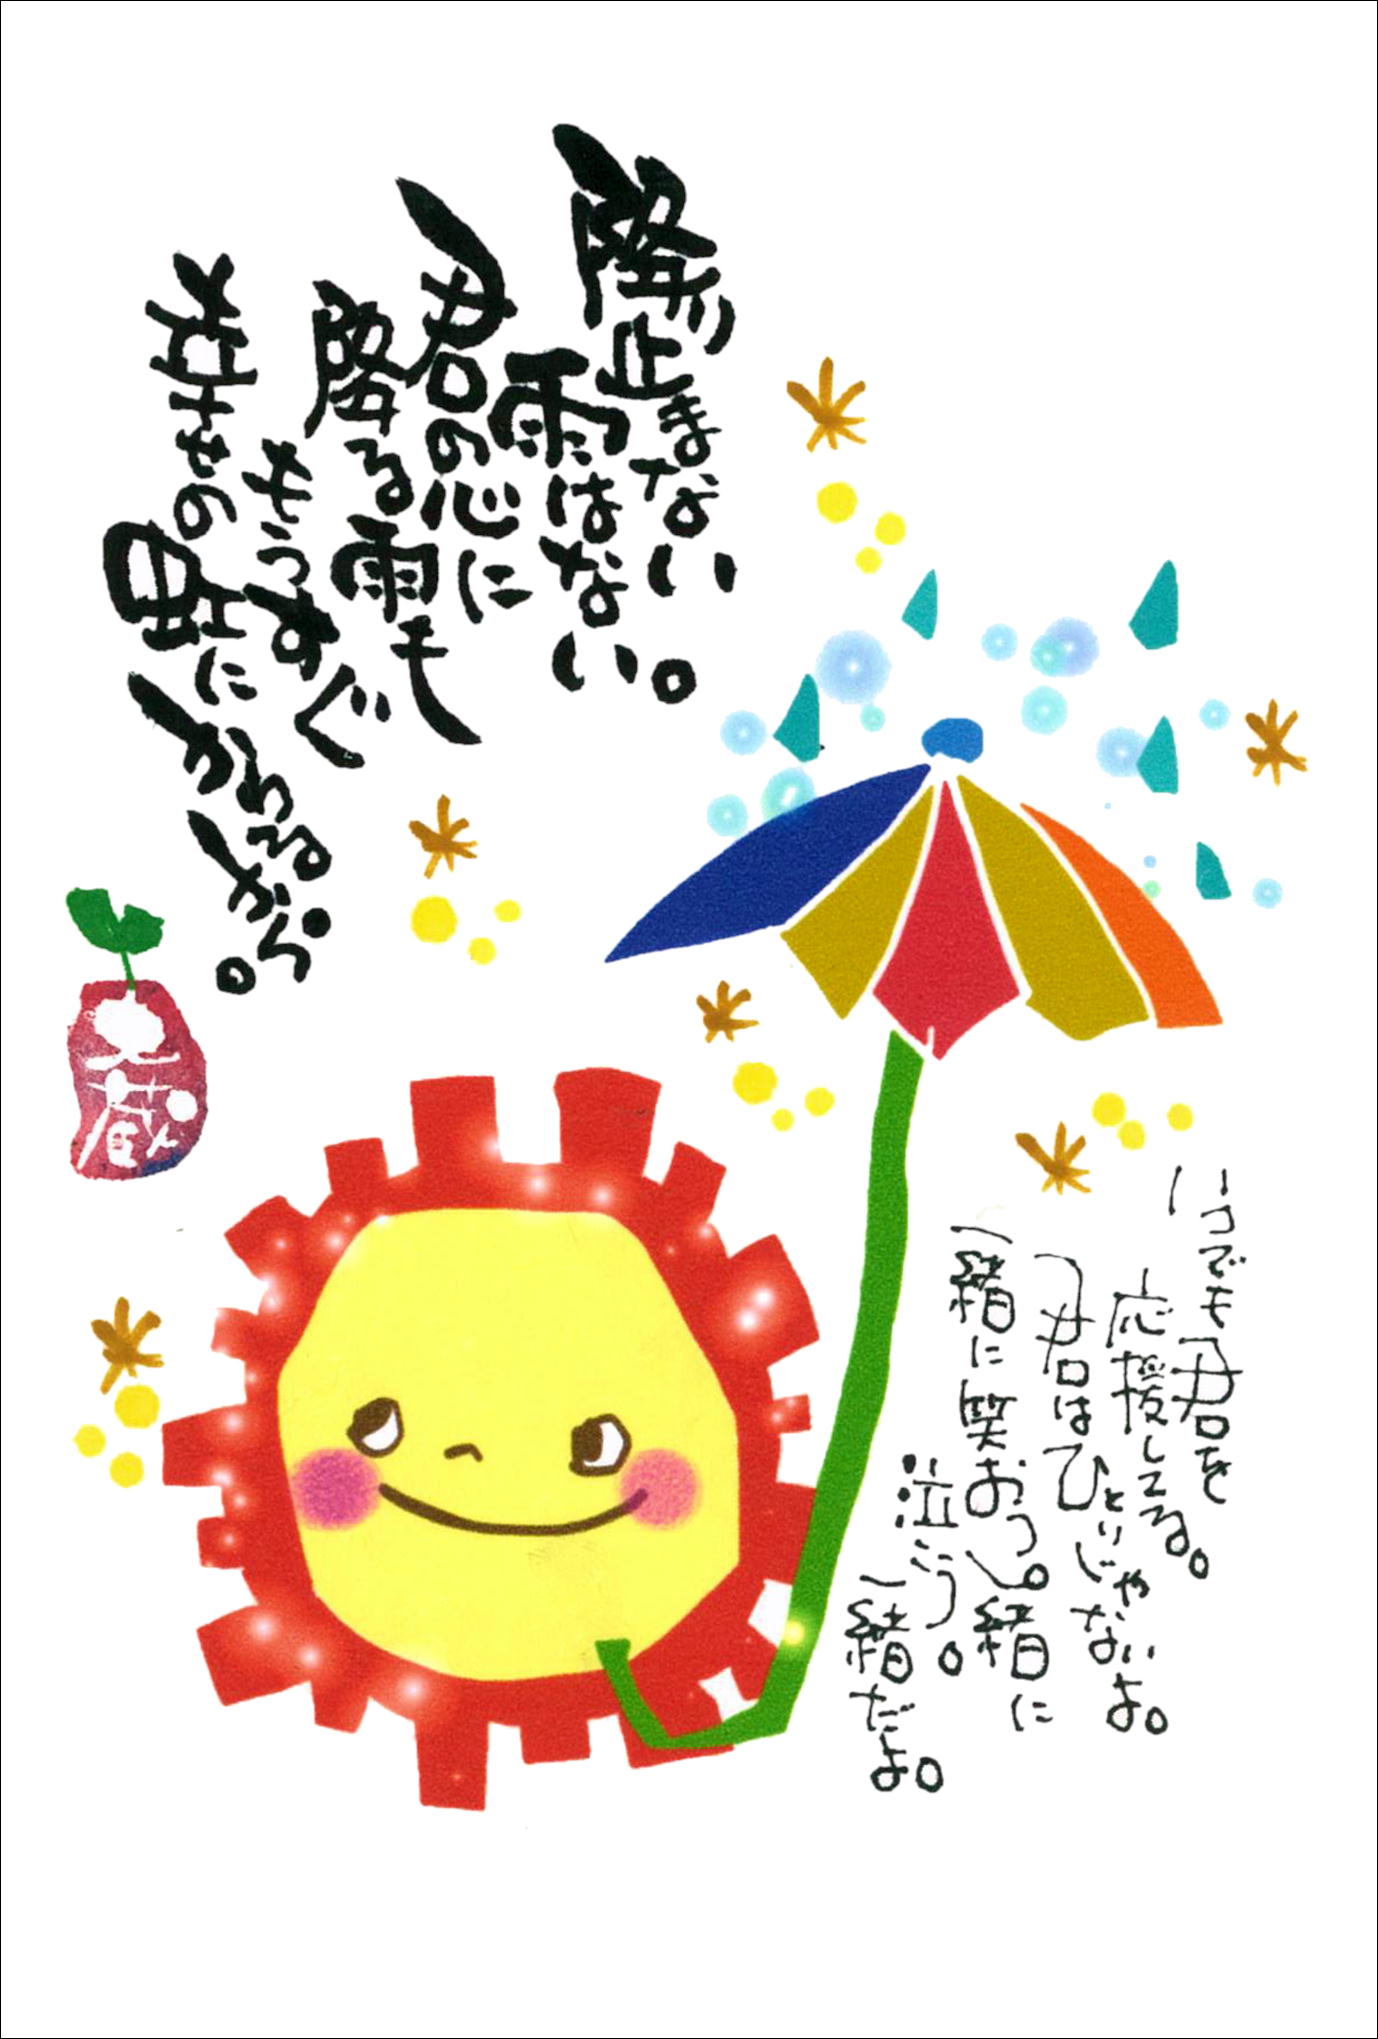 降り止まない
雨はない。
君の心に
降る雨も
もうすぐ
幸せの虹に
かわる
から。
いつでも君を
応援してる。
君はひとりじゃないよ。
一緒に笑おう。一緒に
泣こう。
一緒だよ。